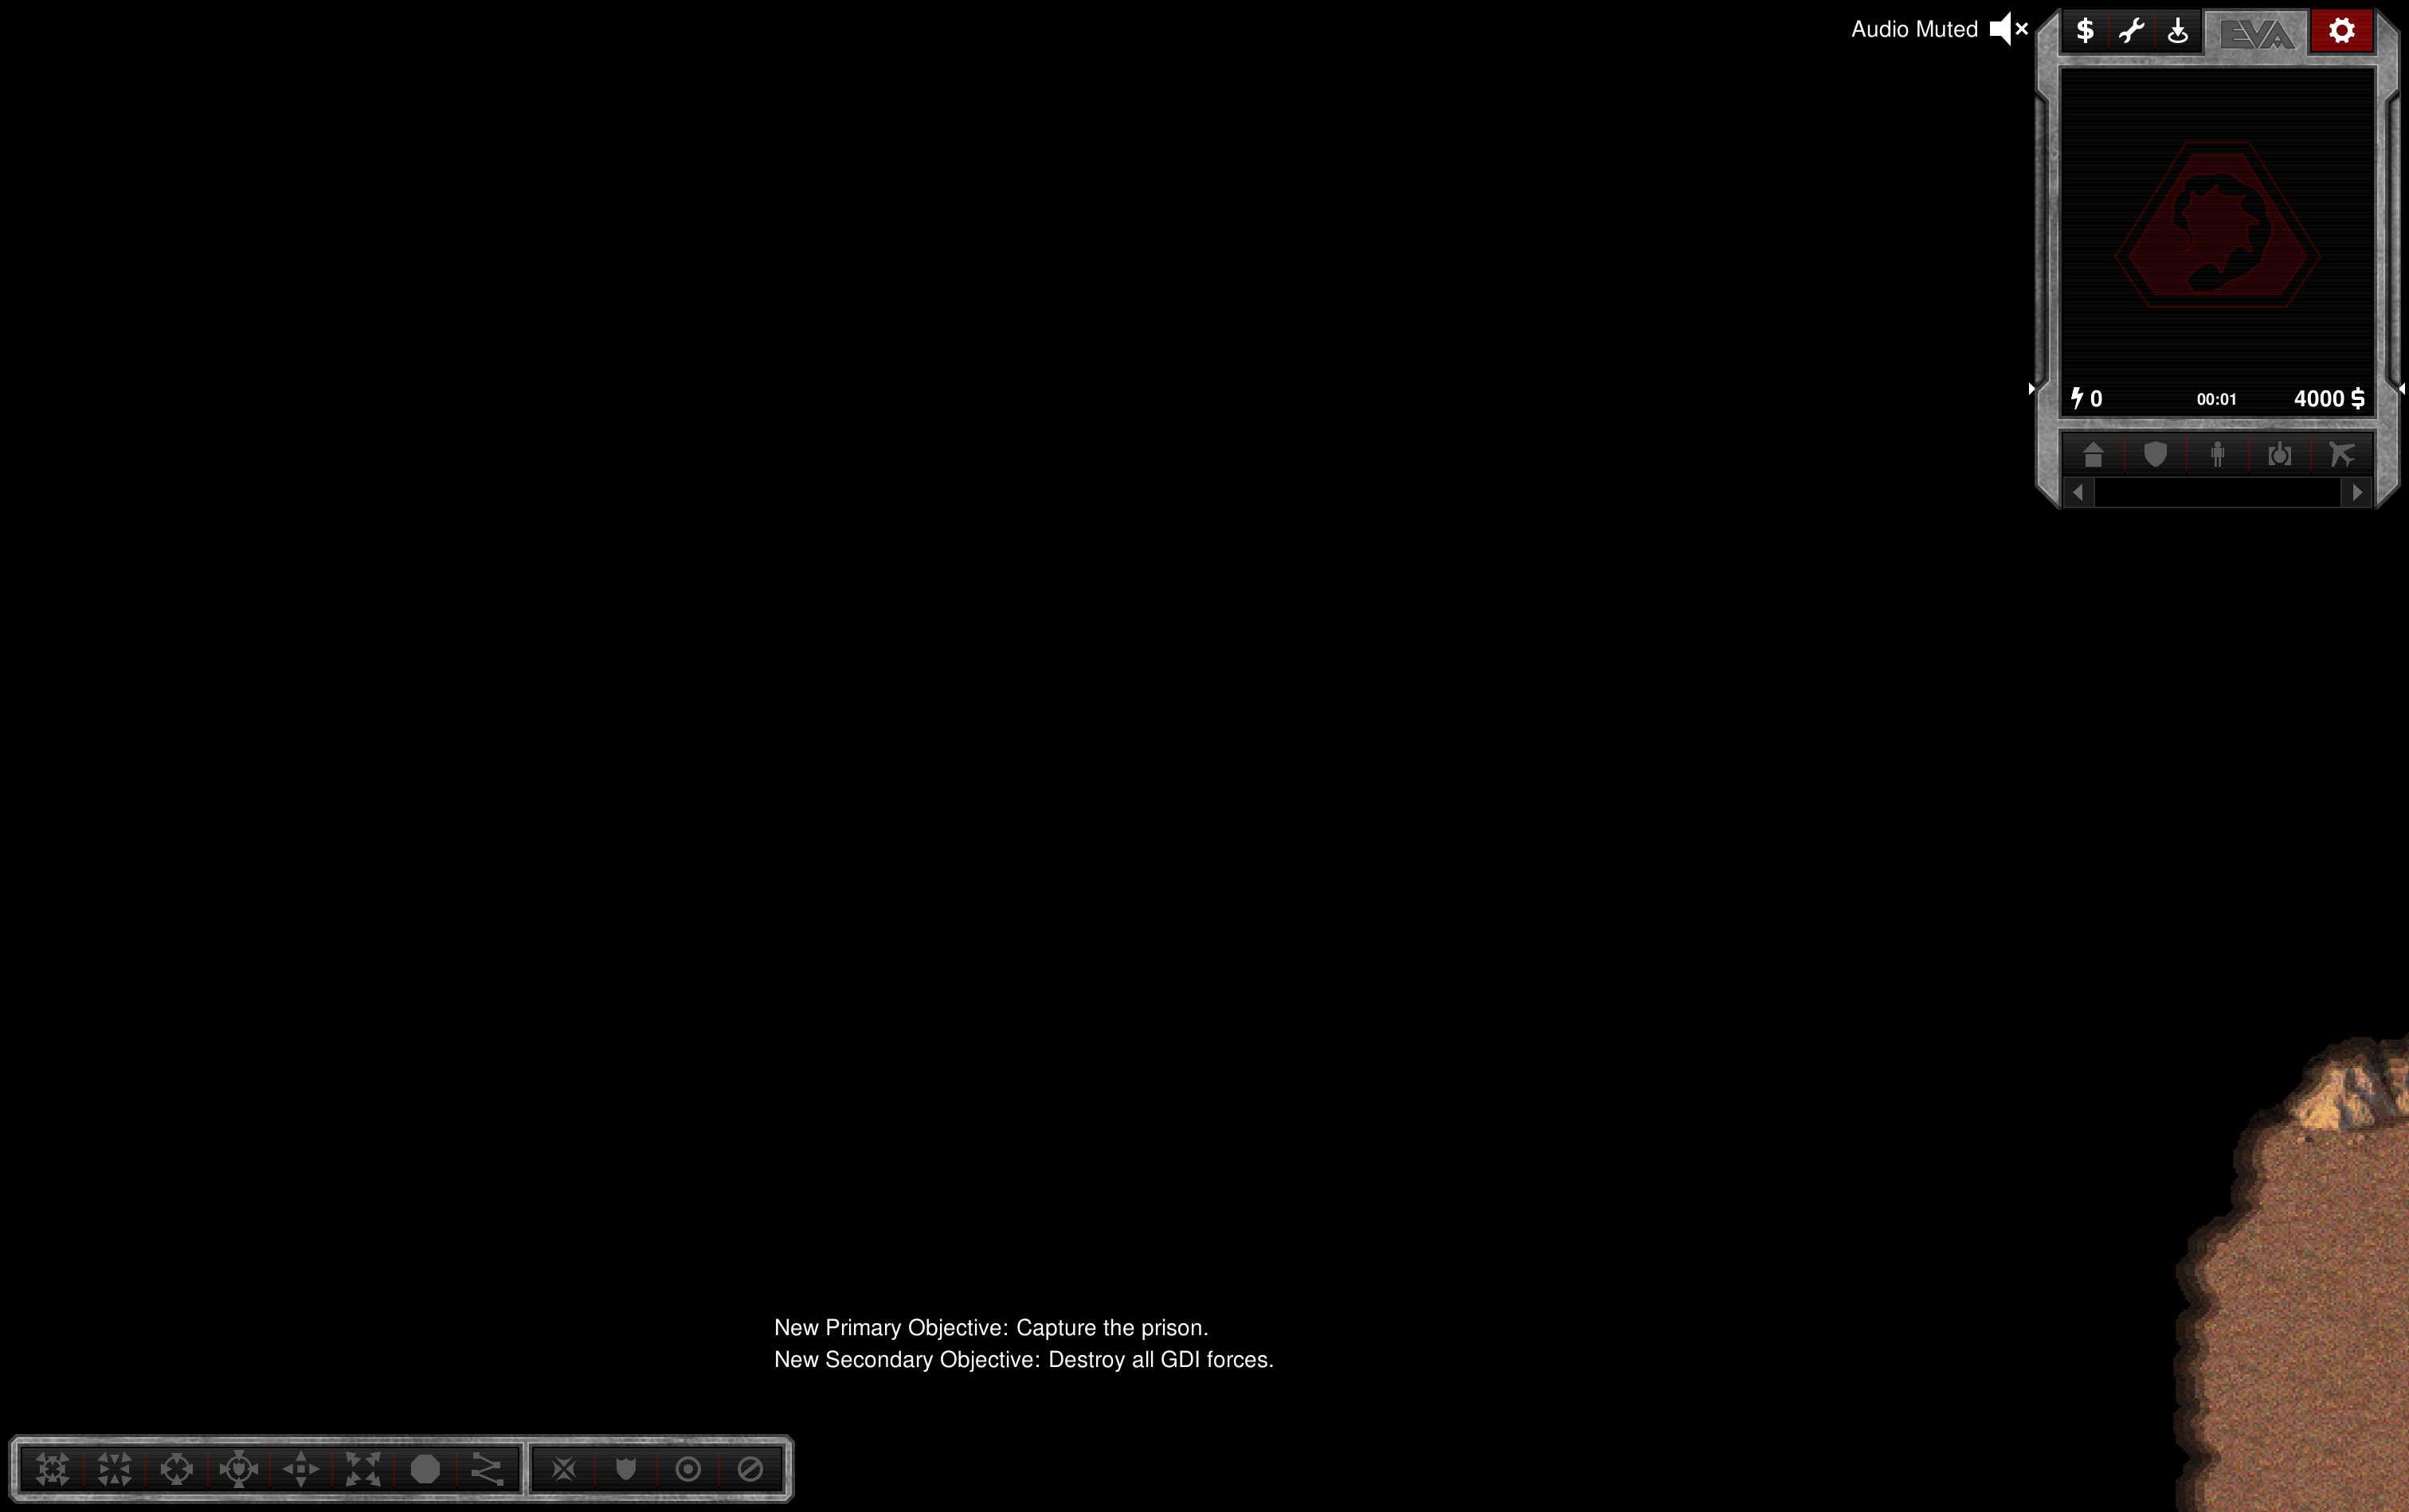 Audio Muted
EVA
0
00:01
4000 $
New Primary Objective: Capture the prison.
New Secondary Objective: Destroy all GDI forces.